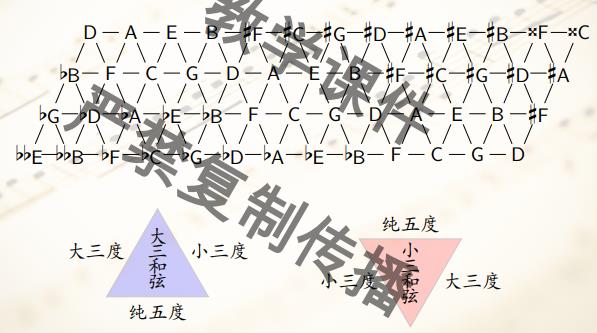 D — A — E — B — ♯F — ♯C — ♯G — ♯D — ♯A — ♯E — ♯B — 𝄪F — 𝄪C
♭B — F — C — G — D — A — E — B — ♯F — ♯C — ♯G — ♯D — ♯A
♭G — ♭D — ♭A — ♭E — ♭B — F — C — G — D — A — E — B — ♯F
♭♭E — ♭♭B — ♭F — ♭C — ♭G — ♭D — ♭A — ♭E — ♭B — F — C — G — D
教学课件
严禁复制传播
大三度
大三和弦
小三度
纯五度
纯五度
小三度
小三和弦
大三度